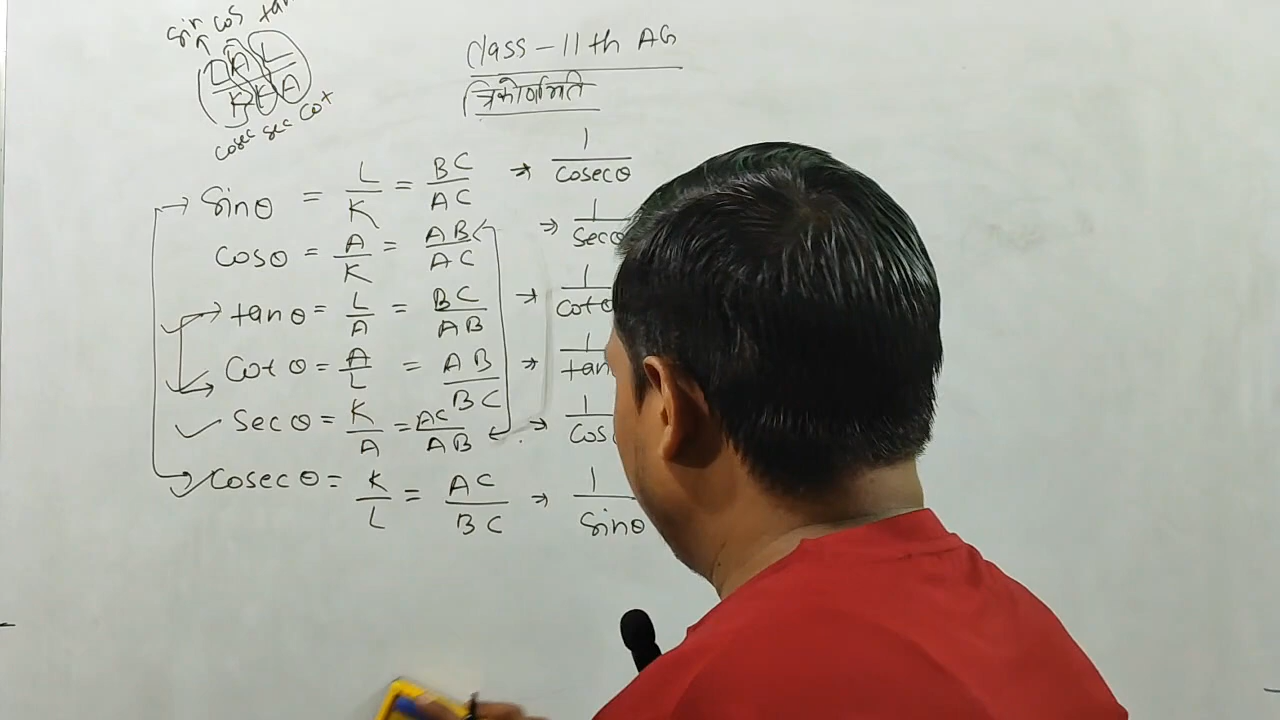 sin cos tan
L A L
K K A
cosec sec cot
Class - 11th AG
त्रिकोणमिति
sinθ = L/K = BC/AC → 1/cosecθ
cosθ = A/K = AB/AC → 1/secθ
tanθ = L/A = BC/AB → 1/cotθ
cotθ = A/L = AB/BC → 1/tan
secθ = K/A = AC/AB → 1/cos
cosecθ = K/L = AC/BC → 1/sinθ